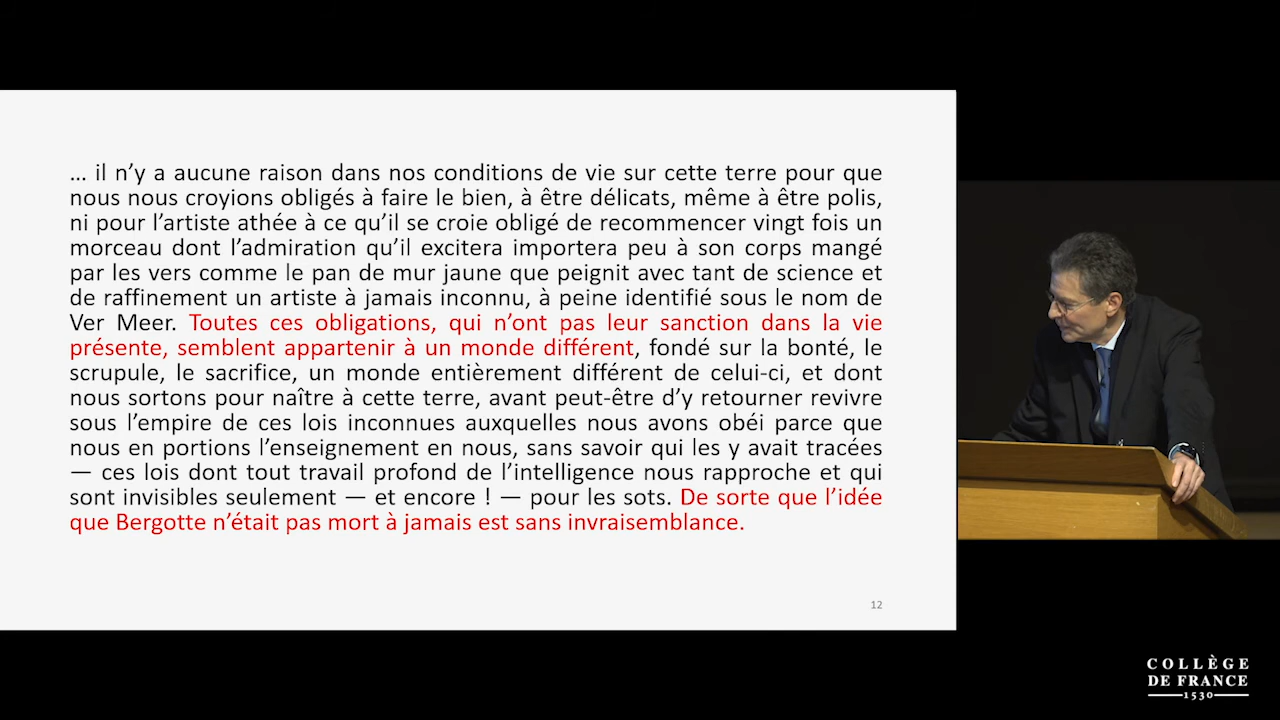 … il n’y a aucune raison dans nos conditions de vie sur cette terre pour que
nous nous croyions obligés à faire le bien, à être délicats, même à être polis,
ni pour l’artiste athée à ce qu’il se croie obligé de recommencer vingt fois un
morceau dont l’admiration qu’il excitera importera peu à son corps mangé
par les vers comme le pan de mur jaune que peignit avec tant de science et
de raffinement un artiste à jamais inconnu, à peine identifié sous le nom de
Ver Meer. Toutes ces obligations, qui n’ont pas leur sanction dans la vie
présente, semblent appartenir à un monde différent, fondé sur la bonté, le
scrupule, le sacrifice, un monde entièrement différent de celui-ci, et dont
nous sortons pour naître à cette terre, avant peut-être d’y retourner revivre
sous l’empire de ces lois inconnues auxquelles nous avons obéi parce que
nous en portions l’enseignement en nous, sans savoir qui les y avait tracées
— ces lois dont tout travail profond de l’intelligence nous rapproche et qui
sont invisibles seulement — et encore ! — pour les sots. De sorte que l’idée
que Bergotte n’était pas mort à jamais est sans invraisemblance.
12
COLLÈGE
DE FRANCE
1530